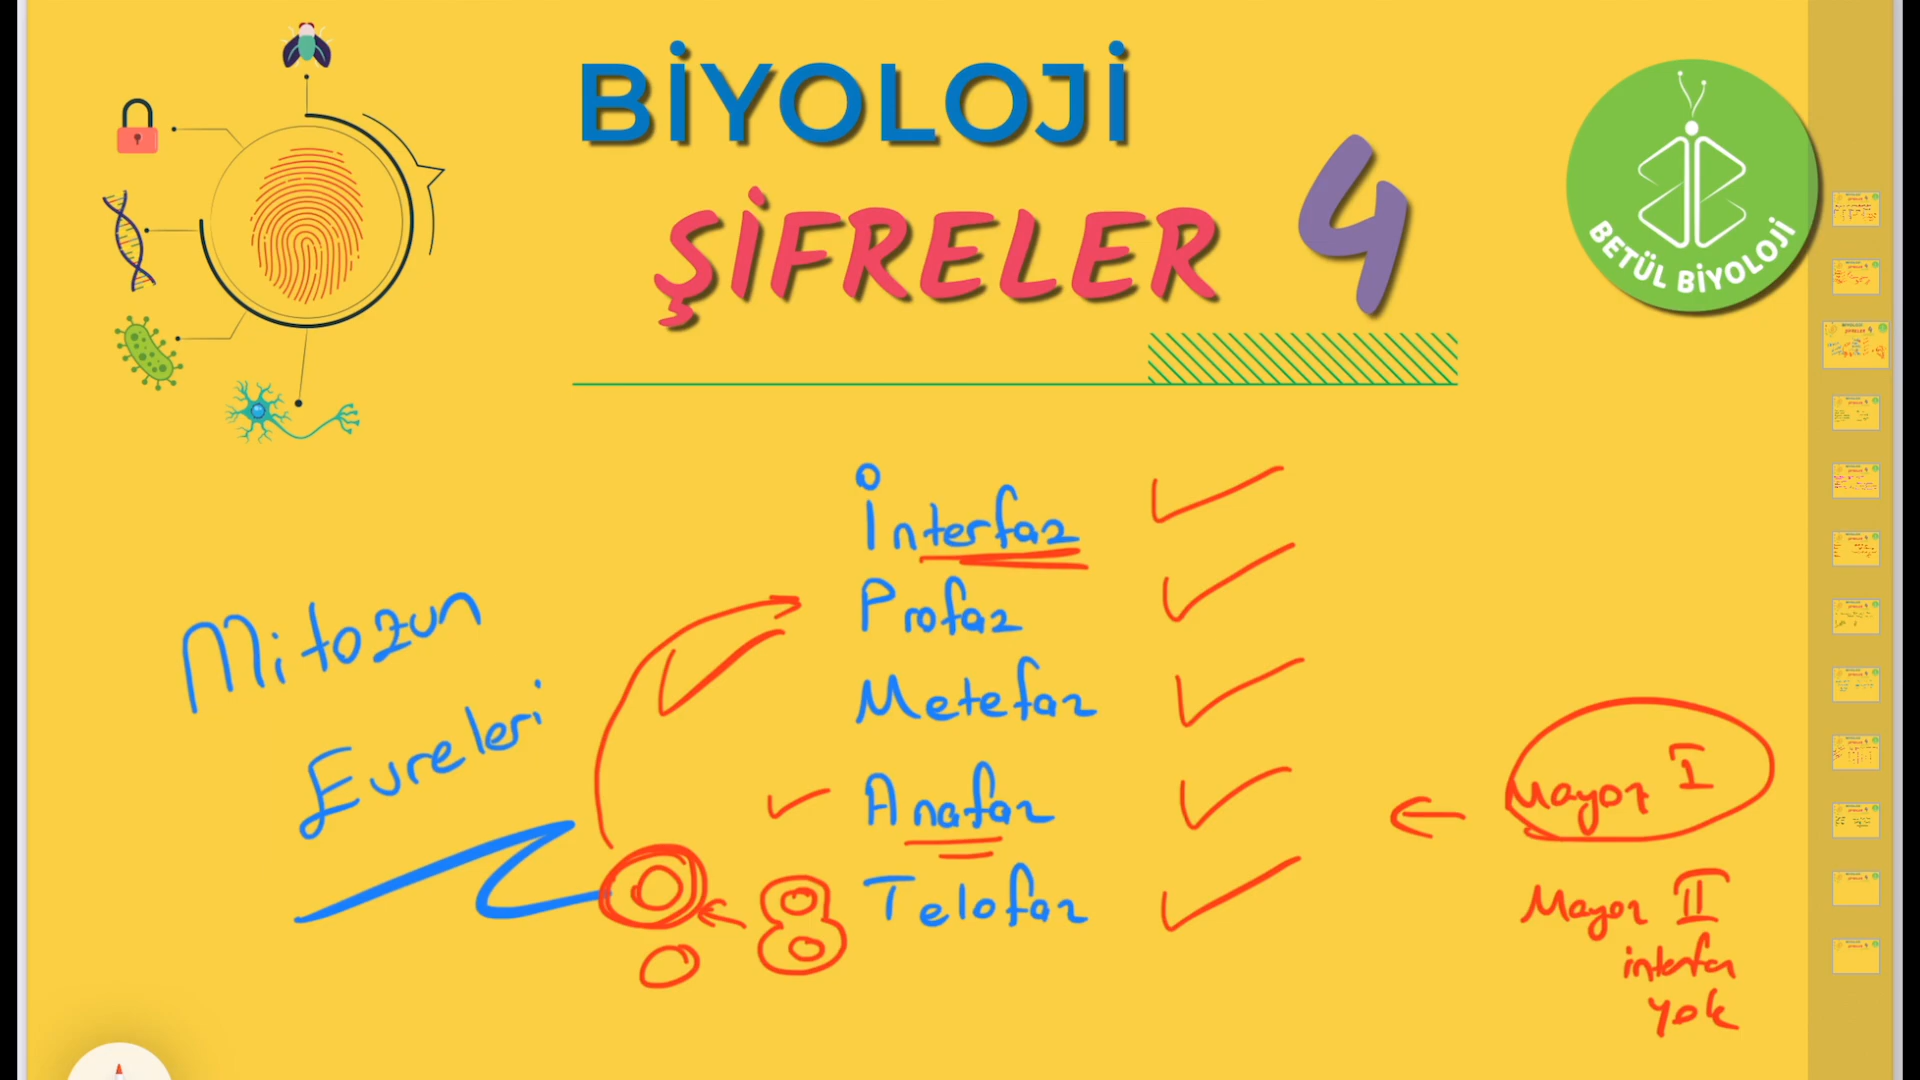 BİYOLOJİ
ŞİFRELER 4
BETÜL BİYOLOJİ
İnterfaz
Profaz
Metefaz
Anafaz
Telofaz
Mitozun
Evreleri
Mayoz I
Mayoz II
interfaz
yok